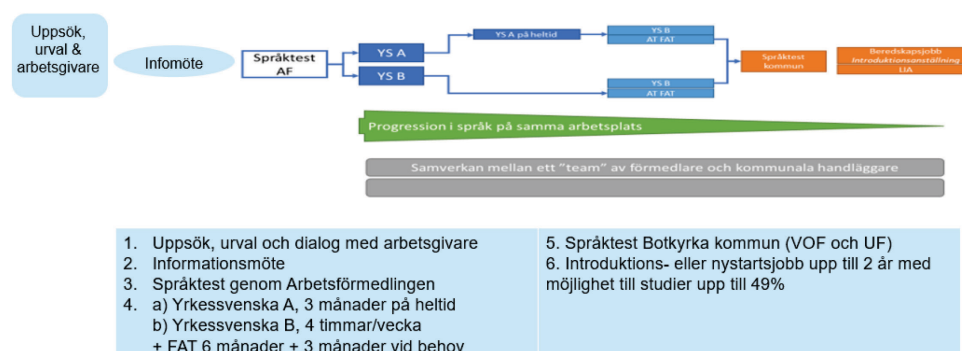 Uppsök,
urval &
arbetsgivare
Infomöte
Språktest
AF
YS A
YS B
YS A på heltid
YS B
AT FAT
YS B
AT FAT
Språktest
kommun
Beredskapsjobb
Introduktionsanställning
IJA
Progression i språk på samma arbetsplats
Samverkan mellan ett "team" av förmedlare och kommunala handläggare
1. Uppsök, urval och dialog med arbetsgivare
2. Informationsmöte
3. Språktest genom Arbetsförmedlingen
4. a) Yrkessvenska A, 3 månader på heltid
b) Yrkessvenska B, 4 timmar/vecka
+ FAT 6 månader + 3 månader vid behov
5. Språktest Botkyrka kommun (VOF och UF)
6. Introduktions- eller nystartsjobb upp till 2 år med
möjlighet till studier upp till 49%